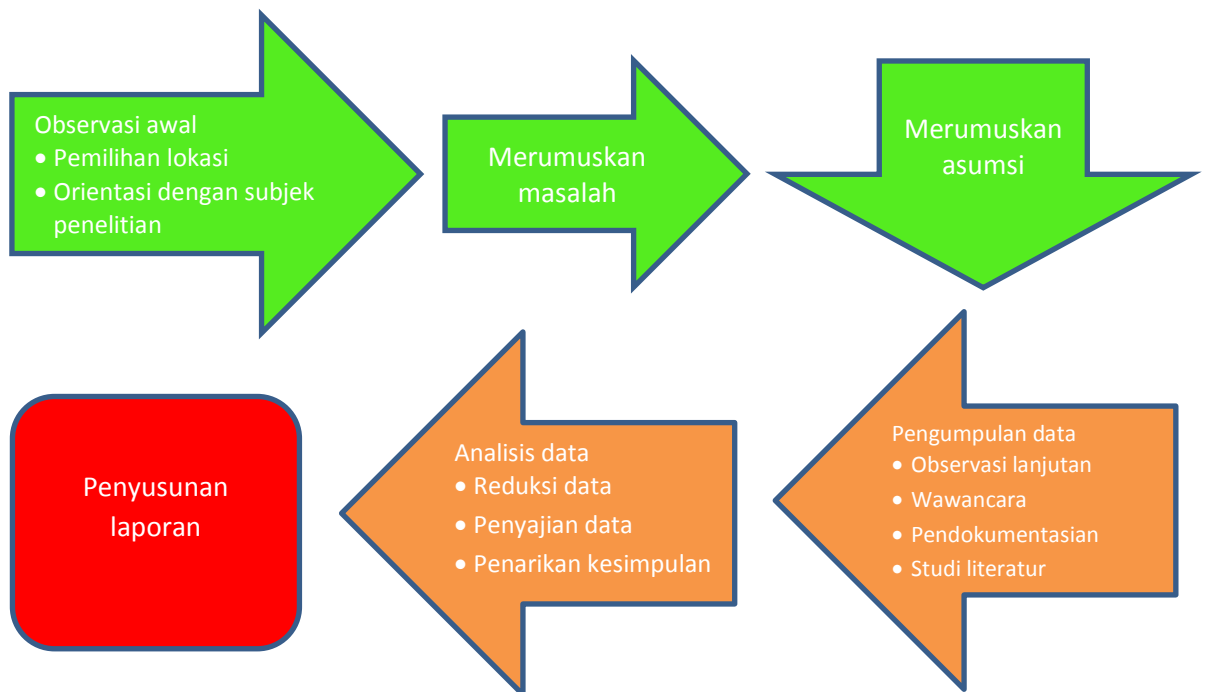 Observasi awal
• Pemilihan lokasi
• Orientasi dengan subjek
penelitian
Merumuskan
masalah
Merumuskan
asumsi
Pengumpulan data
• Observasi lanjutan
• Wawancara
• Pendokumentasian
• Studi literatur
Analisis data
• Reduksi data
• Penyajian data
• Penarikan kesimpulan
Penyusunan
laporan